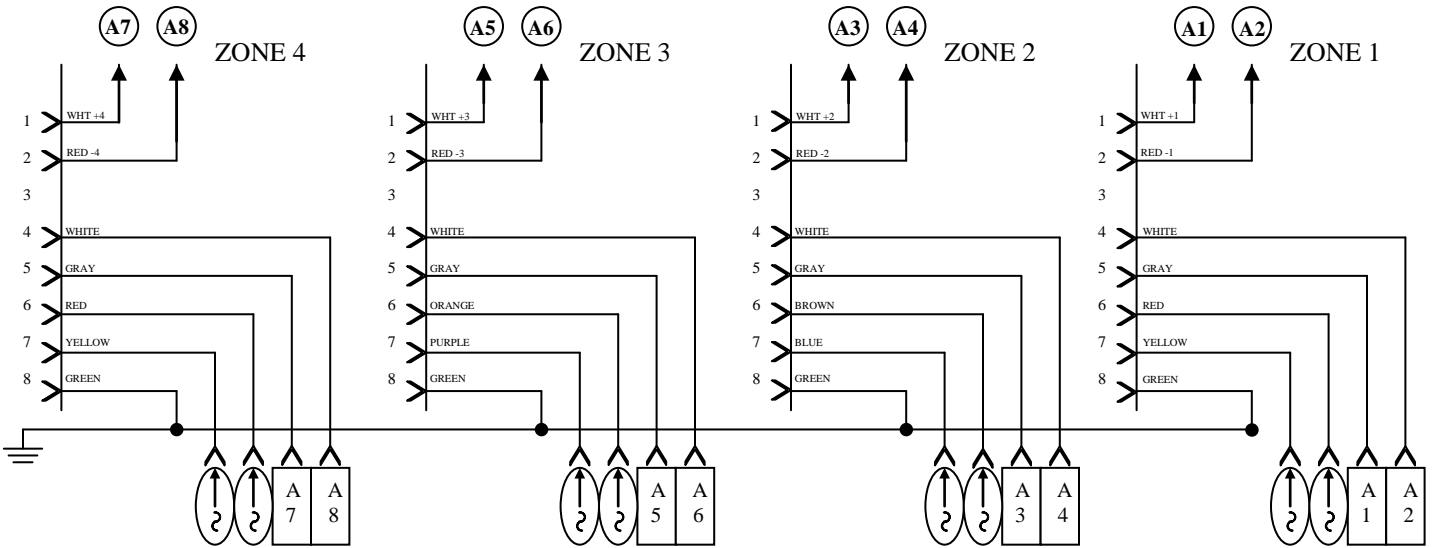 A7 A8 ZONE 4
1 WHT +4
2 RED -4
3
4 WHITE
5 GRAY
6 RED
7 YELLOW
8 GREEN
A 7
A 8
A5 A6 ZONE 3
1 WHT +3
2 RED -3
3
4 WHITE
5 GRAY
6 ORANGE
7 PURPLE
8 GREEN
A 5
A 6
A3 A4 ZONE 2
1 WHT +2
2 RED -2
3
4 WHITE
5 GRAY
6 BROWN
7 BLUE
8 GREEN
A 3
A 4
A1 A2 ZONE 1
1 WHT +1
2 RED -1
3
4 WHITE
5 GRAY
6 RED
7 YELLOW
8 GREEN
A 1
A 2